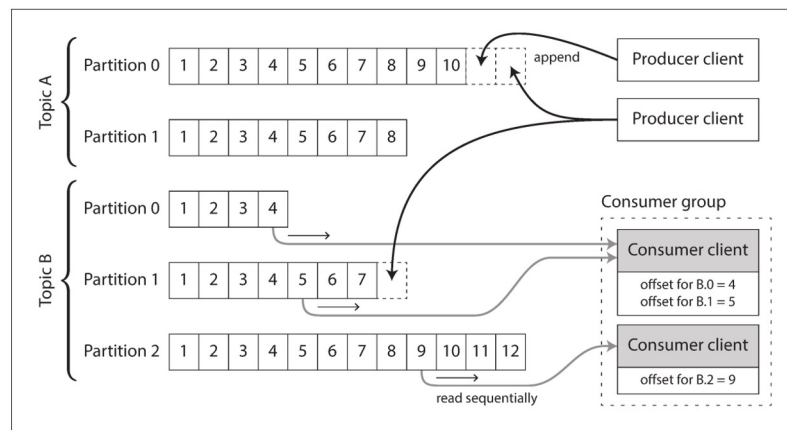 Topic A
Partition 0
1 2 3 4 5 6 7 8 9 10
append
Producer client
Partition 1
1 2 3 4 5 6 7 8
Producer client
Topic B
Partition 0
1 2 3 4
Partition 1
1 2 3 4 5 6 7
Partition 2
1 2 3 4 5 6 7 8 9 10 11 12
read sequentially
Consumer group
Consumer client
offset for B.0 = 4
offset for B.1 = 5
Consumer client
offset for B.2 = 9